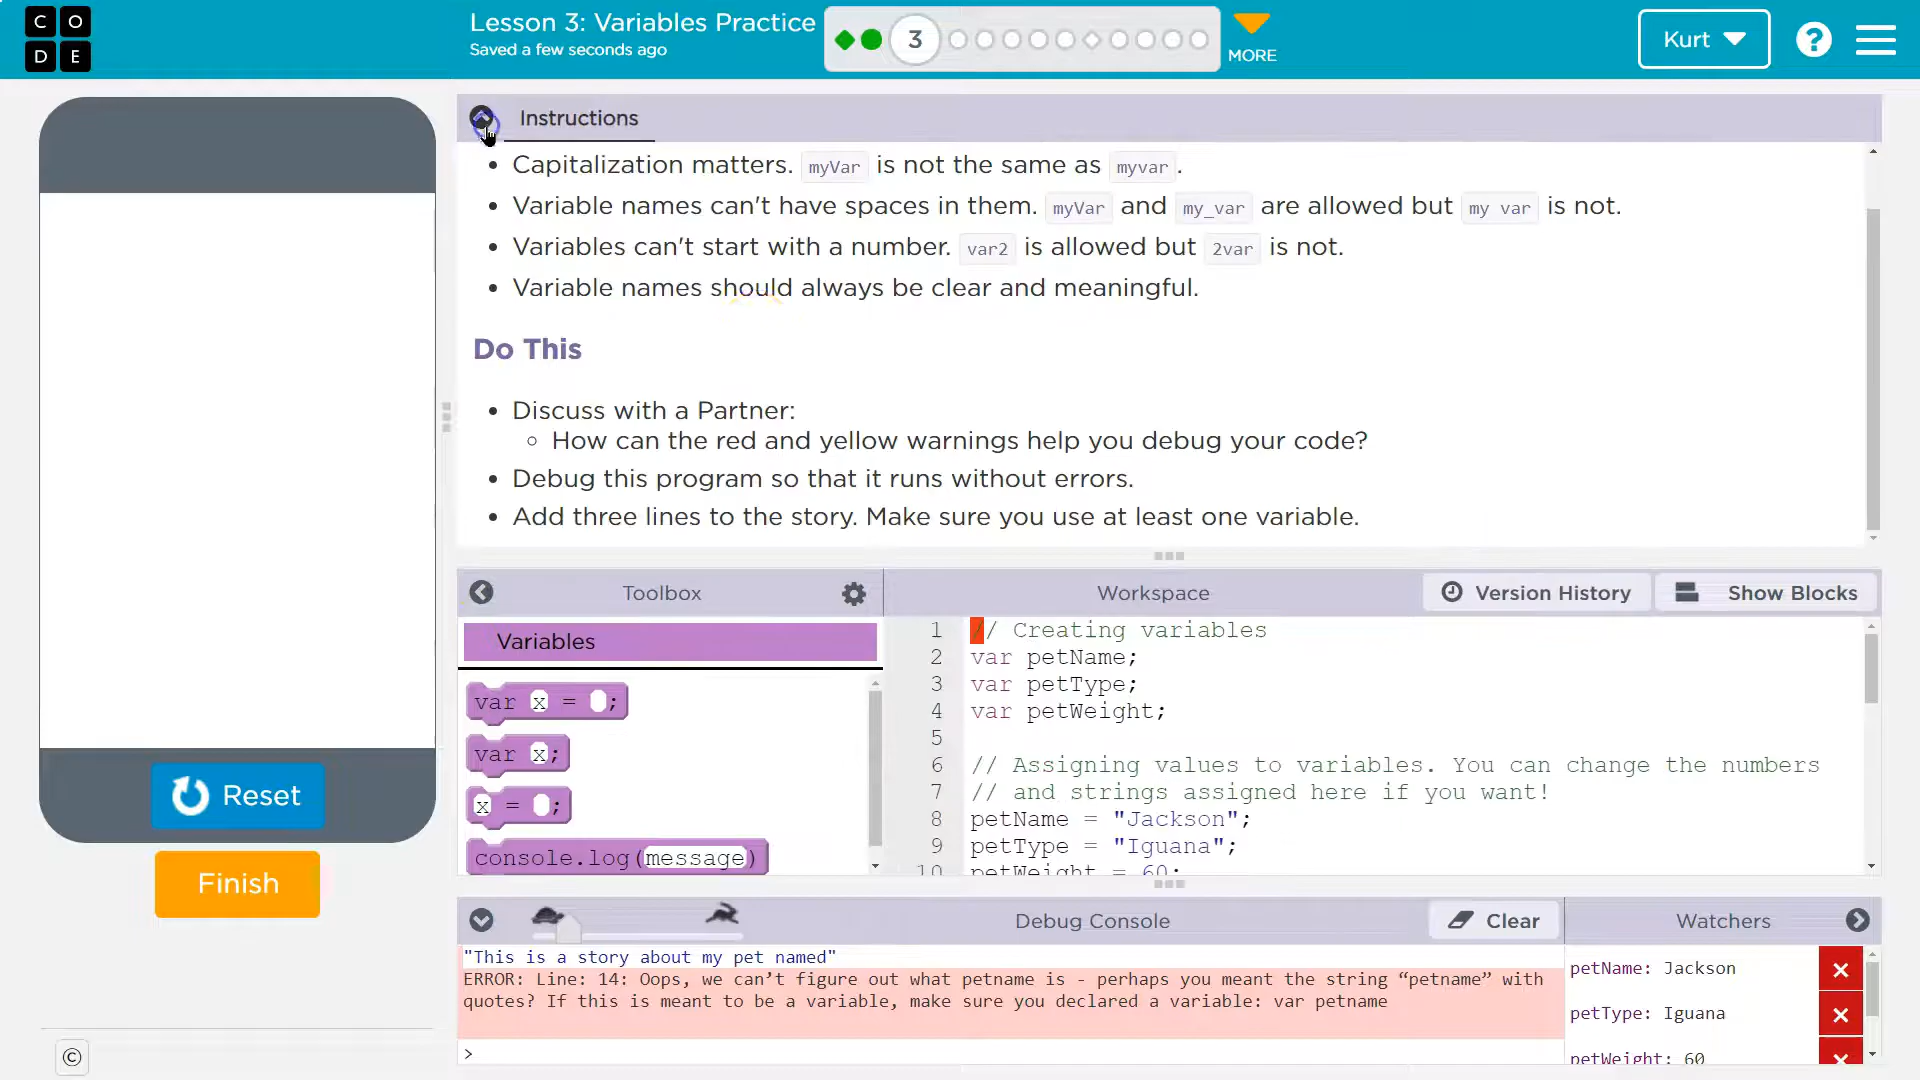 C O
D E
Lesson 3: Variables Practice
Saved a few seconds ago
3
MORE
Kurt
?
Instructions
Capitalization matters. myVar is not the same as myvar.
Variable names can't have spaces in them. myVar and my_var are allowed but my var is not.
Variables can't start with a number. var2 is allowed but 2var is not.
Variable names should always be clear and meaningful.
Do This
Discuss with a Partner:
How can the red and yellow warnings help you debug your code?
Debug this program so that it runs without errors.
Add three lines to the story. Make sure you use at least one variable.
Toolbox
Workspace
Version History
Show Blocks
Variables
var x = ;
var x;
x = ;
console.log(message)
1 // Creating variables
2 var petName;
3 var petType;
4 var petWeight;
5
6 // Assigning values to variables. You can change the numbers
7 // and strings assigned here if you want!
8 petName = "Jackson";
9 petType = "Iguana";
10 petWeight = 60;
Reset
Finish
Debug Console
Clear
Watchers
"This is a story about my pet named"
ERROR: Line: 14: Oops, we can’t figure out what petname is - perhaps you meant the string “petname” with
quotes? If this is meant to be a variable, make sure you declared a variable: var petname
>
petName: Jackson
petType: Iguana
petWeight: 60
©